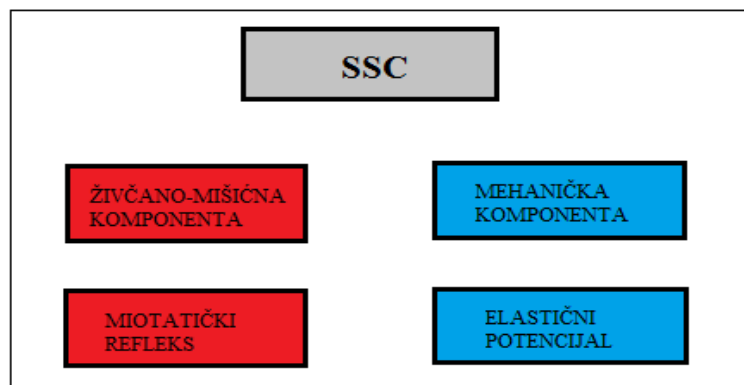 SSC
ŽIVČANO-MIŠIĆNA
KOMPONENTA
MEHANIČKA
KOMPONENTA
MIOTATIČKI
REFLEKS
ELASTIČNI
POTENCIJAL